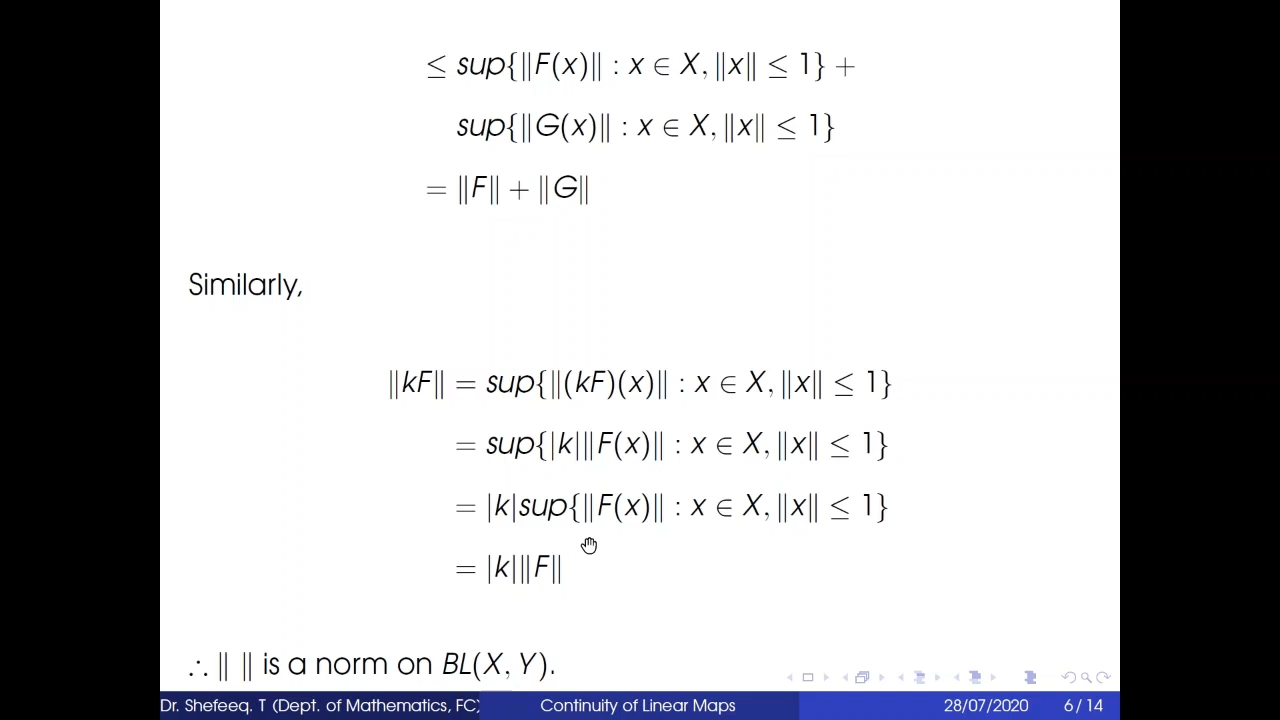 ≤ sup{‖F(x)‖ : x ∈ X, ‖x‖ ≤ 1} +
sup{‖G(x)‖ : x ∈ X, ‖x‖ ≤ 1}
= ‖F‖ + ‖G‖
Similarly,
‖kF‖ = sup{‖(kF)(x)‖ : x ∈ X, ‖x‖ ≤ 1}
= sup{|k|‖F(x)‖ : x ∈ X, ‖x‖ ≤ 1}
= |k|sup{‖F(x)‖ : x ∈ X, ‖x‖ ≤ 1}
= |k|‖F‖
∴ ‖ ‖ is a norm on BL(X, Y).
Dr. Shefeeq. T (Dept. of Mathematics, FC) Continuity of Linear Maps 28/07/2020 6 / 14